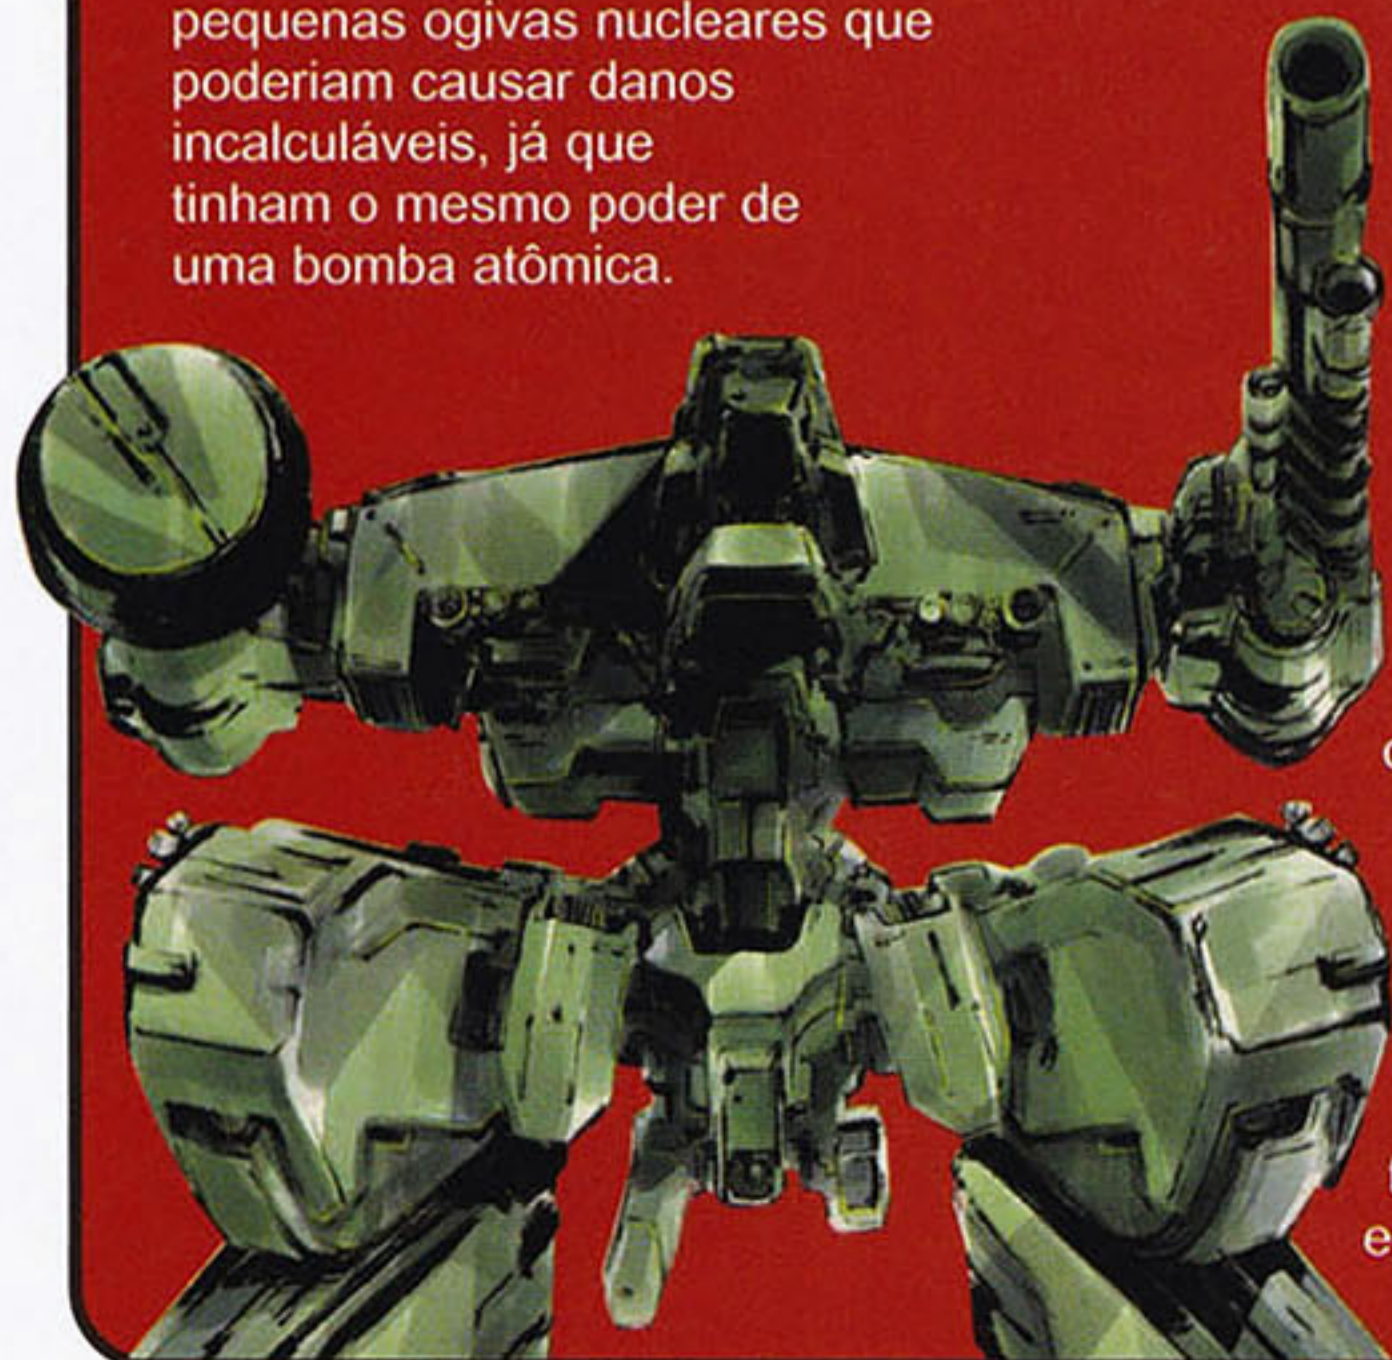 pequenas ogivas nucleares que
poderiam causar danos
incalculáveis, já que
tinham o mesmo poder de
uma bomba atômica.